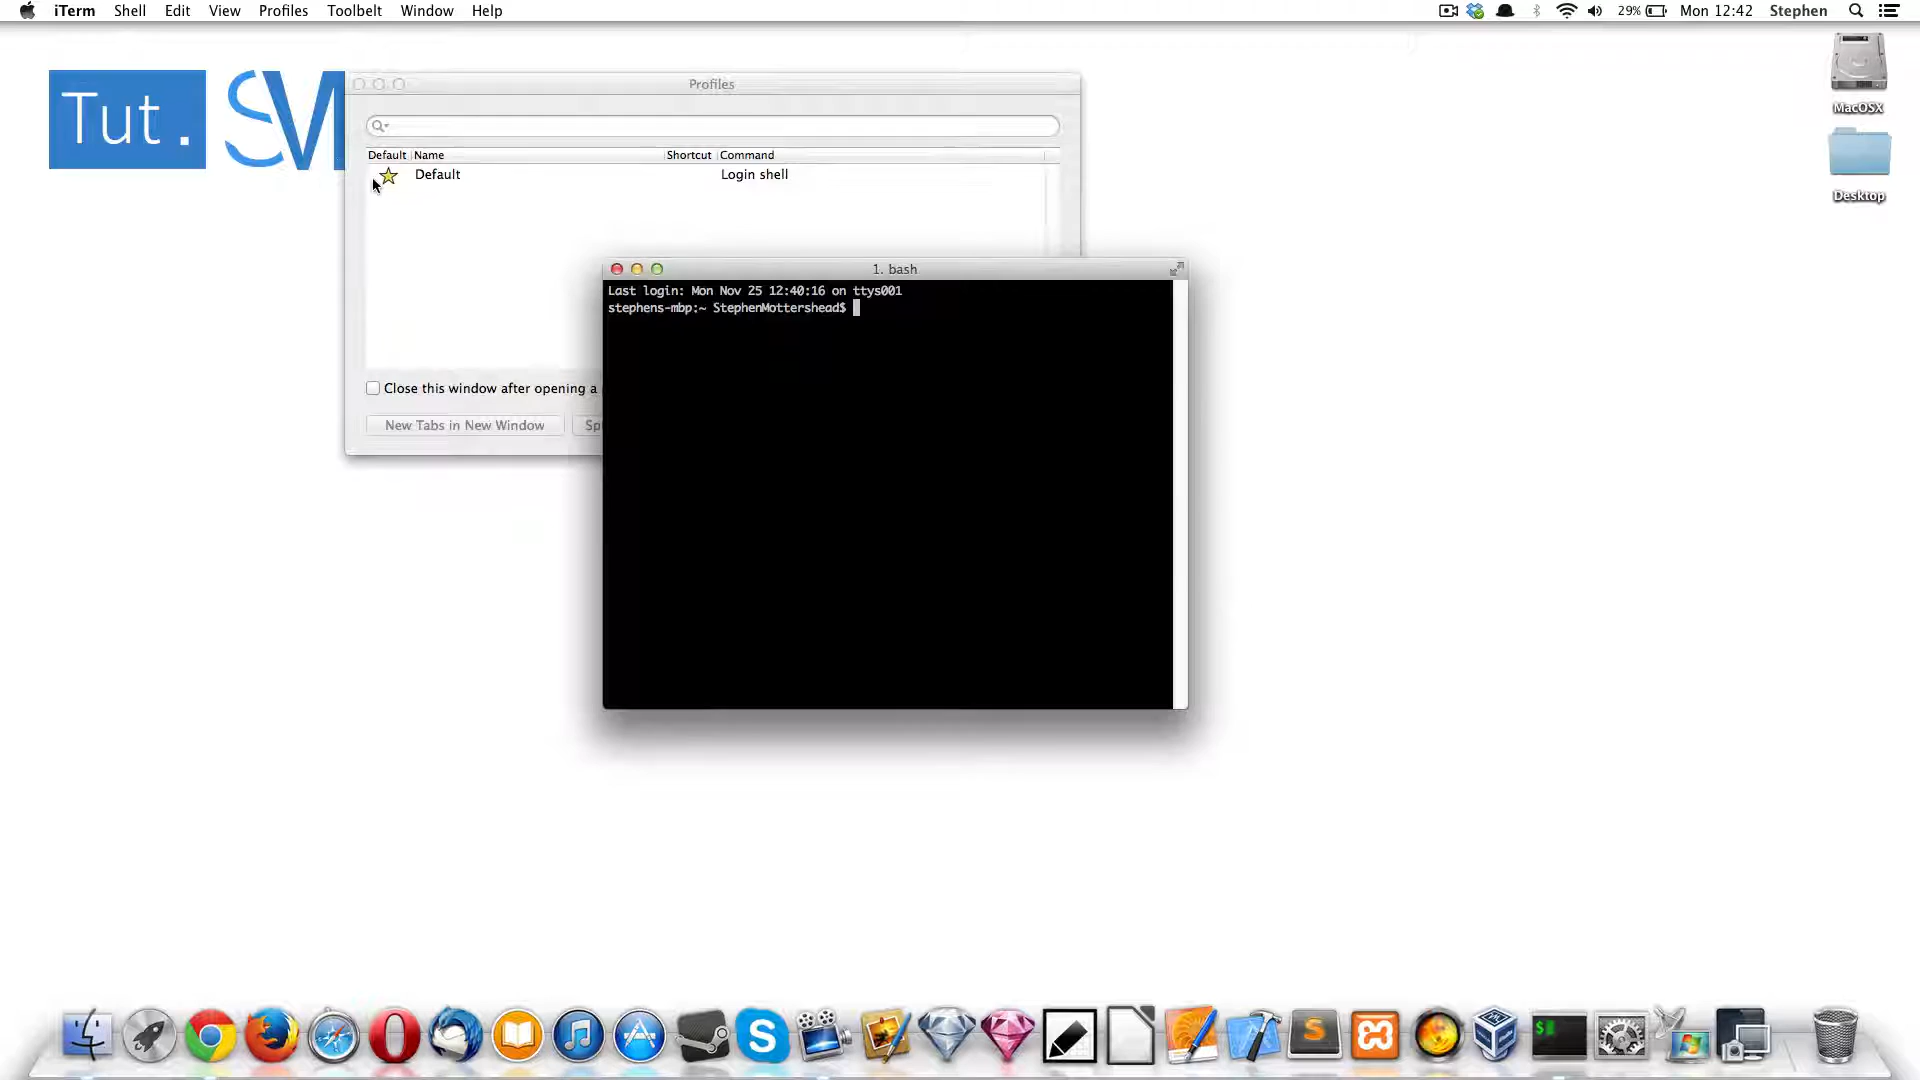 iTerm Shell Edit View Profiles Toolbelt Window Help 29% Mon 12:42 Stephen
MacOSX
Desktop
Tut. SM
Profiles
Default Name Shortcut Command
Default Login shell
Close this window after opening a
New Tabs in New Window Sp
1. bash
Last login: Mon Nov 25 12:40:16 on ttys001
stephens-mbp:~ StephenMottershead$